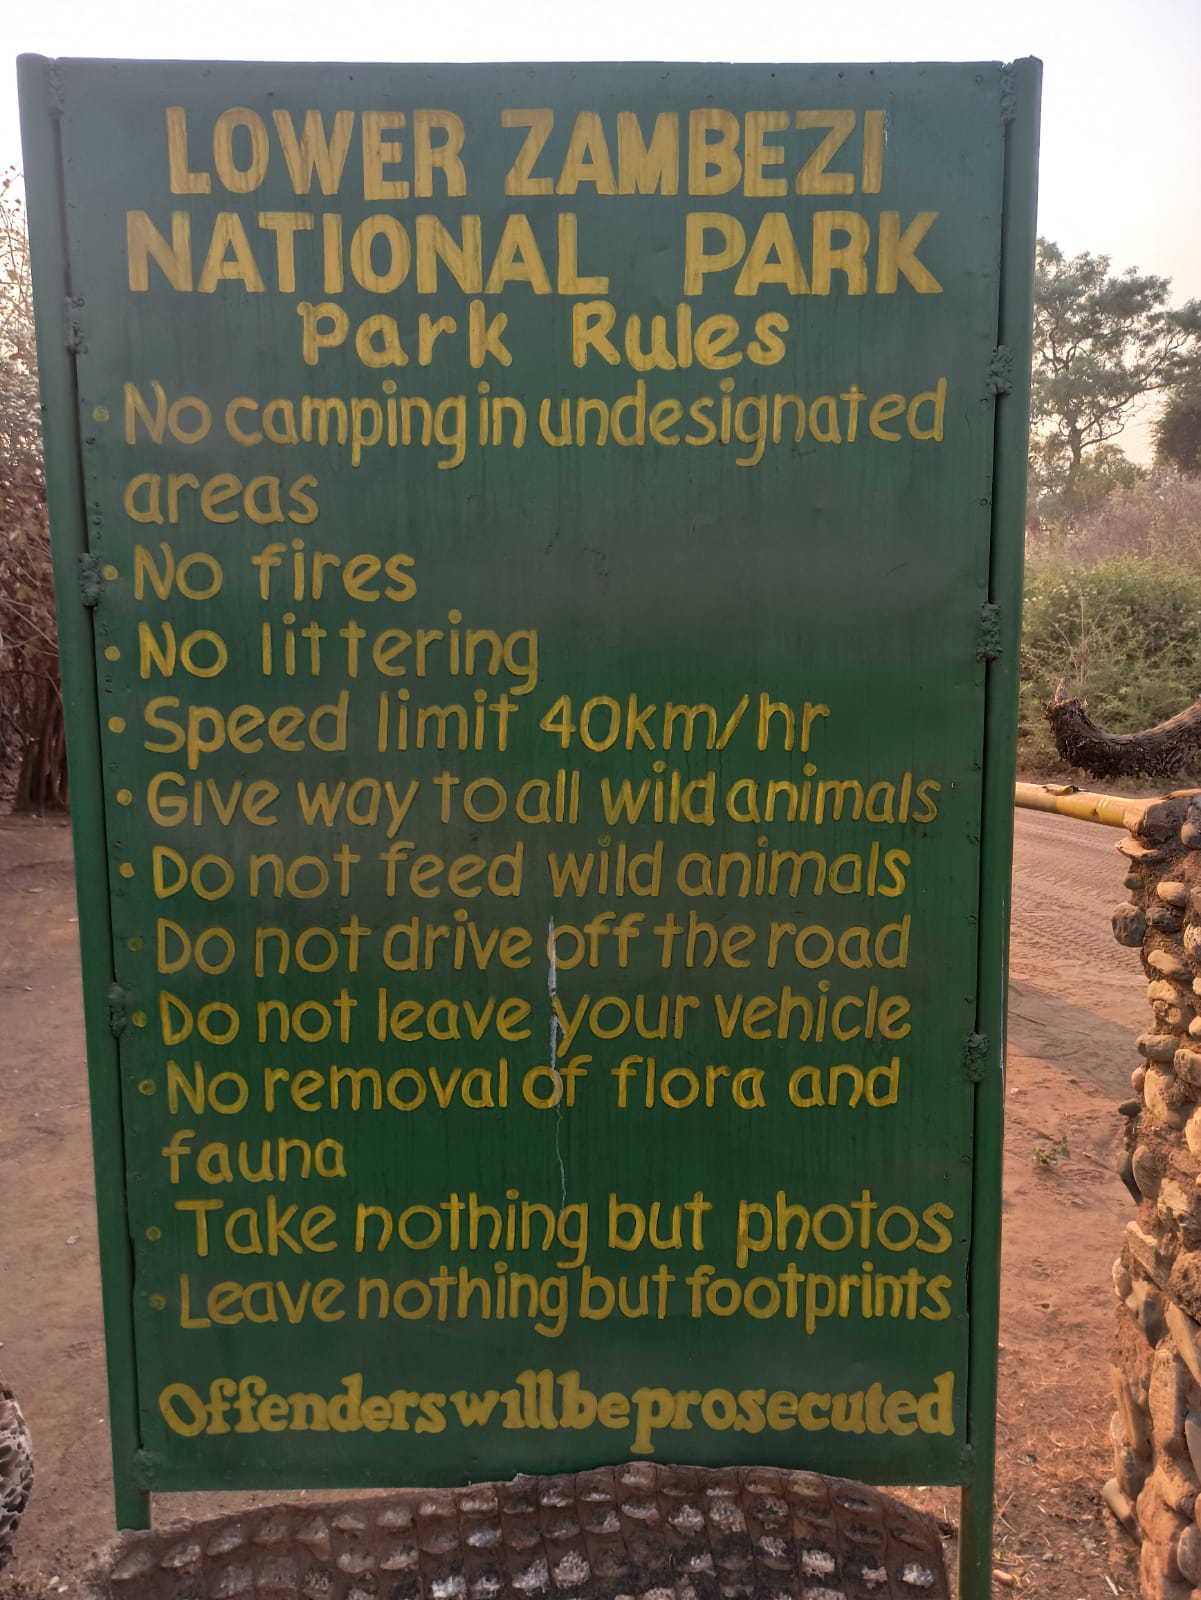 LOWER ZAMBEZI
NATIONAL PARK
Park Rules
• No camping in undesignated
areas
• No fires
• No littering
• Speed limit 40km/hr
• Give way to all wild animals
• Do not feed wild animals
• Do not drive off the road
• Do not leave your vehicle
• No removal of flora and
fauna
• Take nothing but photos
• Leave nothing but footprints
Offenders will be prosecuted